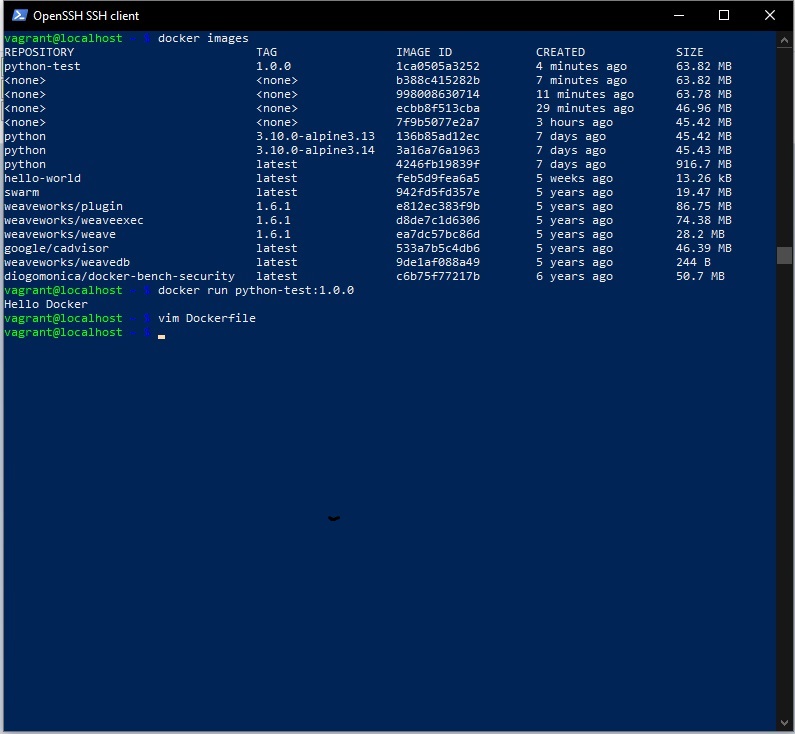 OpenSSH SSH client
vagrant@localhost ~ $ docker images
REPOSITORY TAG IMAGE ID CREATED SIZE
python-test 1.0.0 1ca0505a3252 4 minutes ago 63.82 MB
<none> <none> b388c415282b 7 minutes ago 63.82 MB
<none> <none> 998008630714 11 minutes ago 63.78 MB
<none> <none> ecbb8f513cba 29 minutes ago 46.96 MB
<none> <none> 7f9b5077e2a7 3 hours ago 45.42 MB
python 3.10.0-alpine3.13 136b85ad12ec 7 days ago 45.42 MB
python 3.10.0-alpine3.14 3a16a76a1963 7 days ago 45.43 MB
python latest 4246fb19839f 7 days ago 916.7 MB
hello-world latest feb5d9fea6a5 5 weeks ago 13.26 kB
swarm latest 942fd5fd357e 5 years ago 19.47 MB
weaveworks/plugin 1.6.1 e812ec383f9b 5 years ago 86.75 MB
weaveworks/weaveexec 1.6.1 d8de7c1d6306 5 years ago 74.38 MB
weaveworks/weave 1.6.1 ea7dc57bc86d 5 years ago 28.2 MB
google/cadvisor latest 533a7b5c4db6 5 years ago 46.39 MB
weaveworks/weavedb latest 9de1af088a49 5 years ago 244 B
diogomonica/docker-bench-security latest c6b75f77217b 6 years ago 50.7 MB
vagrant@localhost ~ $ docker run python-test:1.0.0
Hello Docker
vagrant@localhost ~ $ vim Dockerfile
vagrant@localhost ~ $